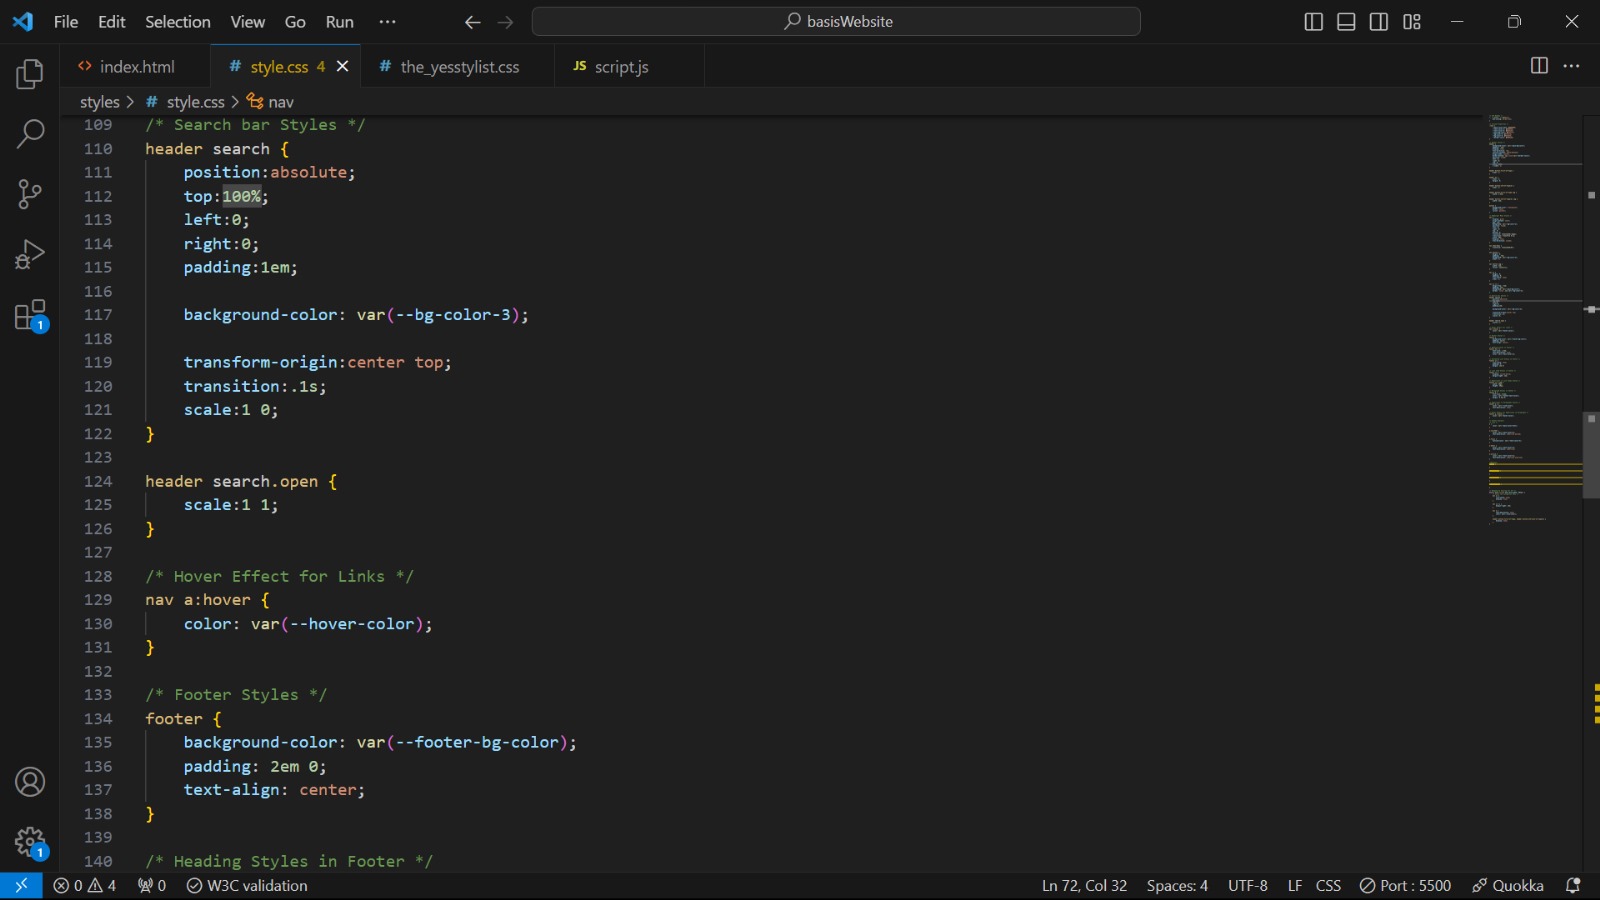 File Edit Selection View Go Run ··· basisWebsite
index.html # style.css 4 # the_yesstylist.css JS script.js
styles > # style.css > nav
109 /* Search bar Styles */
110 header search {
111 position:absolute;
112 top:100%;
113 left:0;
114 right:0;
115 padding:1em;
116
117 background-color: var(--bg-color-3);
118
119 transform-origin:center top;
120 transition:.1s;
121 scale:1 0;
122 }
123
124 header search.open {
125 scale:1 1;
126 }
127
128 /* Hover Effect for Links */
129 nav a:hover {
130 color: var(--hover-color);
131 }
132
133 /* Footer Styles */
134 footer {
135 background-color: var(--footer-bg-color);
136 padding: 2em 0;
137 text-align: center;
138 }
139
140 /* Heading Styles in Footer */
1
1
0 4 0 W3C validation Ln 72, Col 32 Spaces: 4 UTF-8 LF CSS Port : 5500 Quokka